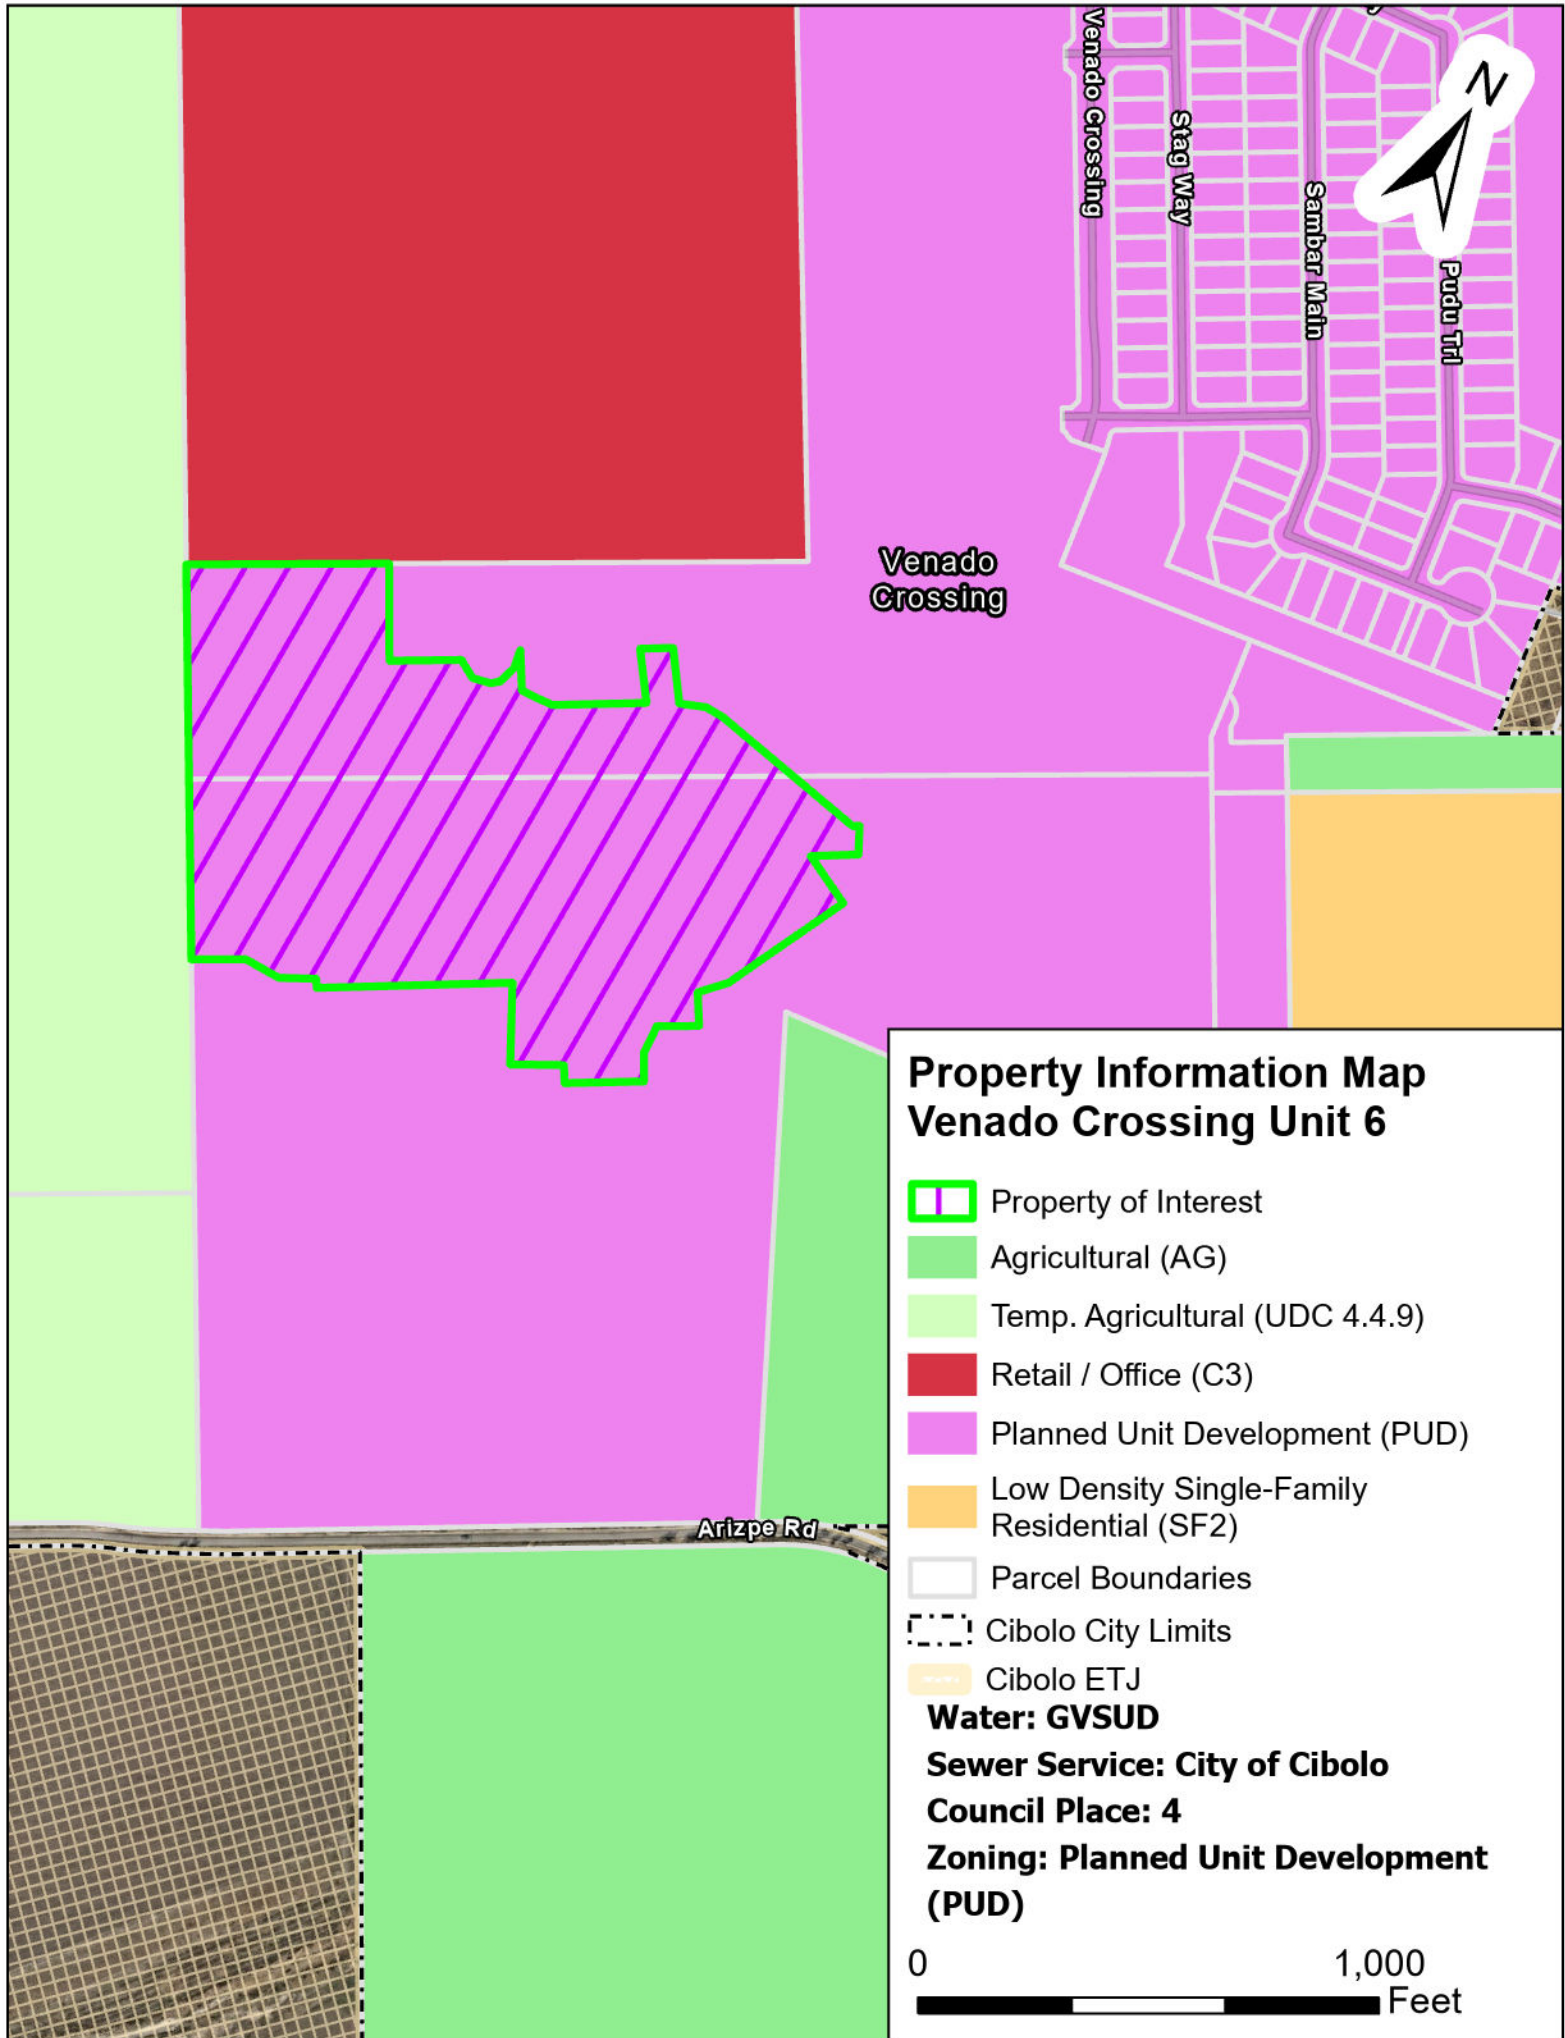 Venado Crossing
Stag Way
Sambar Main
Pudu Trl
N
Venado
Crossing
Arizpe Rd
Property Information Map
Venado Crossing Unit 6
Property of Interest
Agricultural (AG)
Temp. Agricultural (UDC 4.4.9)
Retail / Office (C3)
Planned Unit Development (PUD)
Low Density Single-Family
Residential (SF2)
Parcel Boundaries
Cibolo City Limits
Cibolo ETJ
Water: GVSUD
Sewer Service: City of Cibolo
Council Place: 4
Zoning: Planned Unit Development
(PUD)
0 1,000
Feet